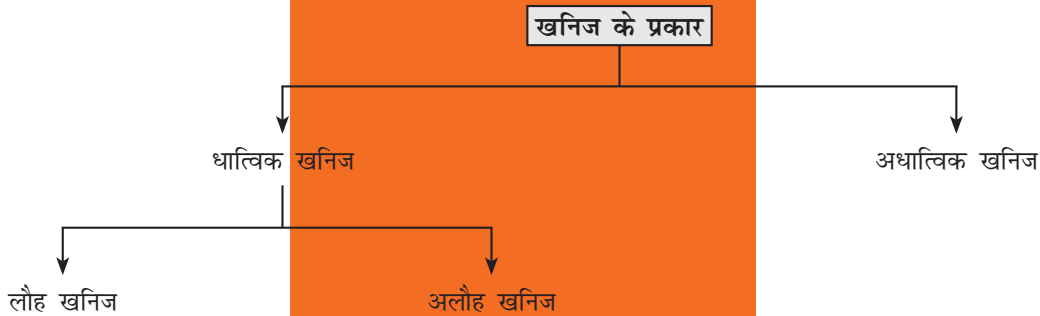 खनिज के प्रकार
धात्विक खनिज
अधात्विक खनिज
लौह खनिज
अलौह खनिज